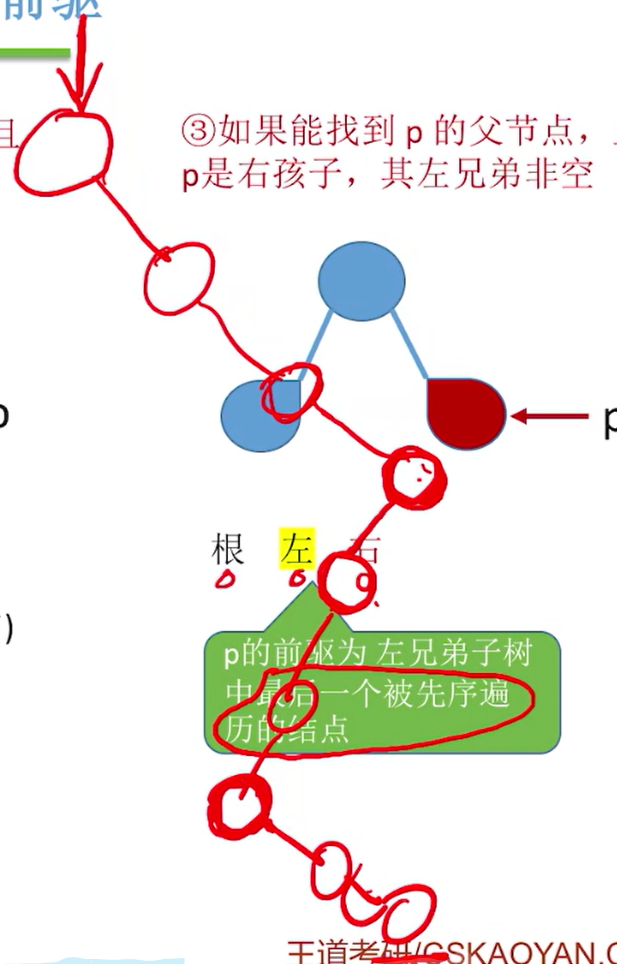 前驱
③如果能找到 p 的父节点，
p是右孩子，其左兄弟非空
p
根 左 右
p的前驱为 左兄弟子树
中最后一个被先序遍
历的结点
)
王道考研/CSKAOYAN.C